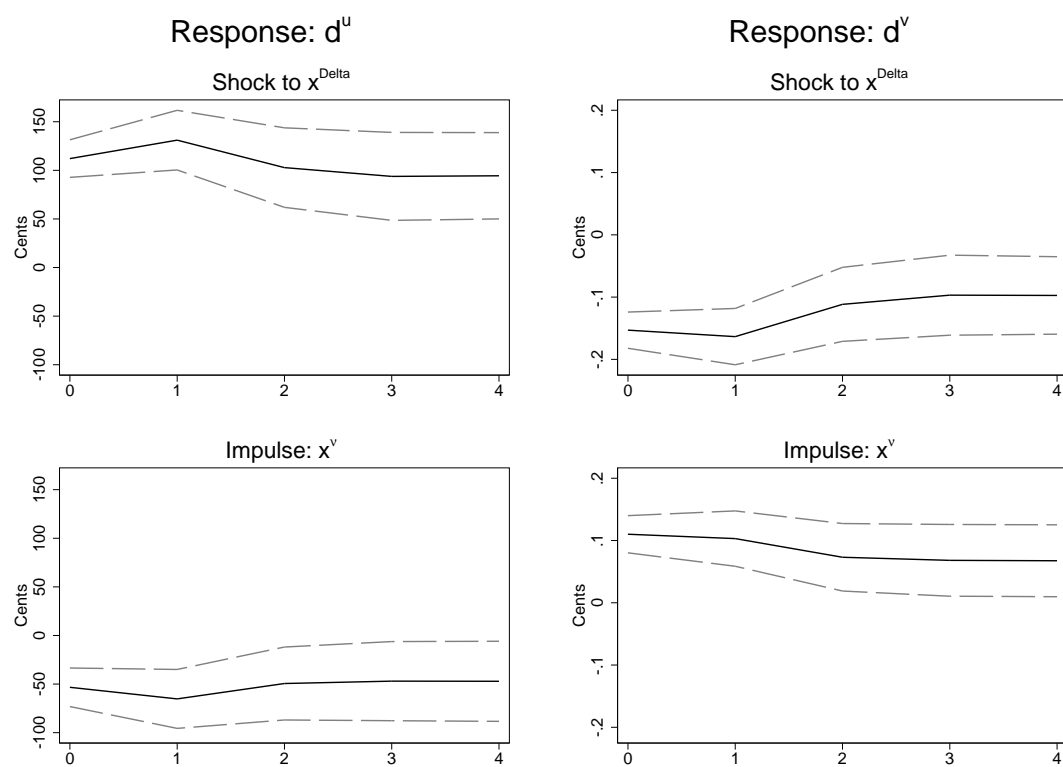 Response: d^u
Shock to x^Delta
150
100
50
0
-50
-100
Cents
0 1 2 3 4
Response: d^v
Shock to x^Delta
.2
.1
0
-.1
-.2
Cents
0 1 2 3 4
Impulse: x^ν
150
100
50
0
-50
-100
Cents
0 1 2 3 4
Impulse: x^ν
.2
.1
0
-.1
-.2
Cents
0 1 2 3 4